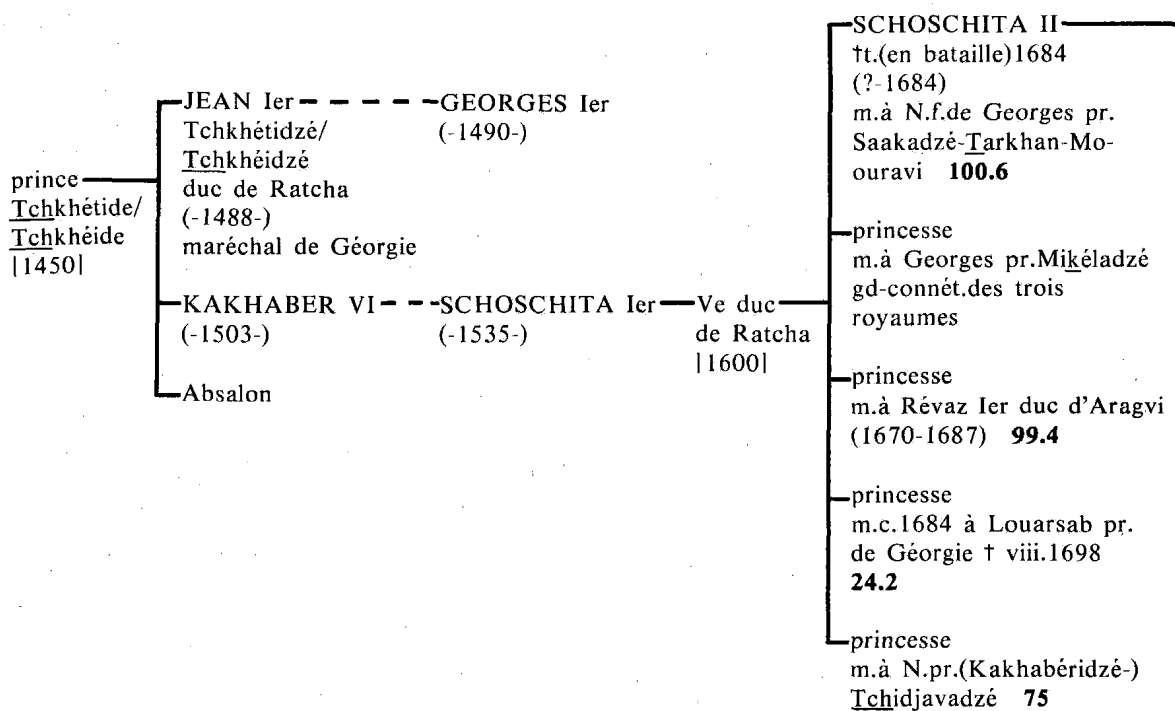 prince
Tchkhétide/
Tchkhéide
|1450|
JEAN Ier
Tchkhétidzé/
Tchkhéidzé
duc de Ratcha
(-1488-)
maréchal de Géorgie
GEORGES Ier
(-1490-)
KAKHABER VI
(-1503-)
SCHOSCHITA Ier
(-1535-)
Ve duc
de Ratcha
|1600|
Absalon
SCHOSCHITA II
†t.(en bataille)1684
(?-1684)
m.à N.f.de Georges pr.
Saakadzé-Tarkhan-Mo-
ouravi 100.6
princesse
m.à Georges pr.Mikéladzé
gd-connét.des trois
royaumes
princesse
m.à Révaz Ier duc d'Aragvi
(1670-1687) 99.4
princesse
m.c.1684 à Louarsab pr.
de Géorgie † viii.1698
24.2
princesse
m.à N.pr.(Kakhabéridzé-)
Tchidjavadzé 75